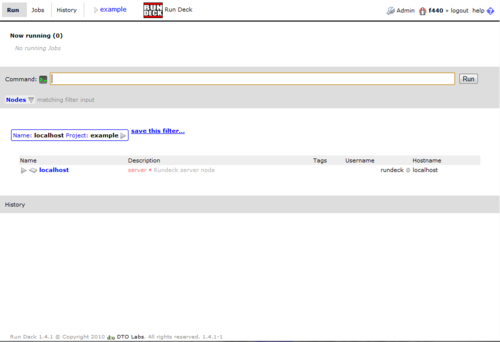 Run Jobs History example RUN DECK Run Deck Admin f440 » logout help
Now running (0)
No running Jobs
Command: Run
Nodes matching filter input
Name: localhost Project: example save this filter...
Name Description Tags Username Hostname
localhost server • Rundeck server node rundeck @ localhost
History
Run Deck 1.4.1 © Copyright 2010 DTO Labs. All rights reserved. 1.4.1-1